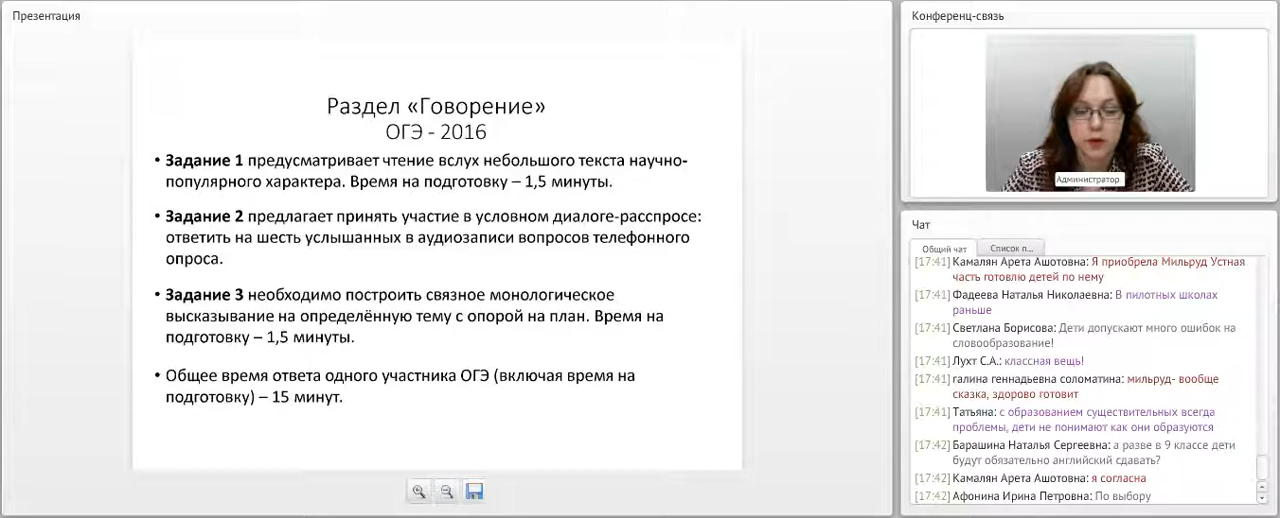 Презентация
Раздел «Говорение»
ОГЭ - 2016
• Задание 1 предусматривает чтение вслух небольшого текста научно-
популярного характера. Время на подготовку – 1,5 минуты.
• Задание 2 предлагает принять участие в условном диалоге-расспросе:
ответить на шесть услышанных в аудиозаписи вопросов телефонного
опроса.
• Задание 3 необходимо построить связное монологическое
высказывание на определённую тему с опорой на план. Время на
подготовку – 1,5 минуты.
• Общее время ответа одного участника ОГЭ (включая время на
подготовку) – 15 минут.
Конференц-связь
Администратор
Чат
Общий чат
Список п...
[17:41] Камалян Арета Ашотовна: Я приобрела Мильруд Устная
часть готовлю детей по нему
[17:41] Фадеева Наталья Николаевна: В пилотных школах
раньше
[17:41] Светлана Борисова: Дети допускают много ошибок на
словообразование!
[17:41] Лухт С.А.: классная вещь!
[17:41] галина геннадьевна соломатина: мильруд- вообще
сказка, здорово готовит
[17:41] Татьяна: с образованием существительных всегда
проблемы, дети не понимают как они образуются
[17:42] Барашина Наталья Сергеевна: а разве в 9 классе дети
будут обязательно английский сдавать?
[17:42] Камалян Арета Ашотовна: я согласна
[17:42] Афонина Ирина Петровна: По выбору